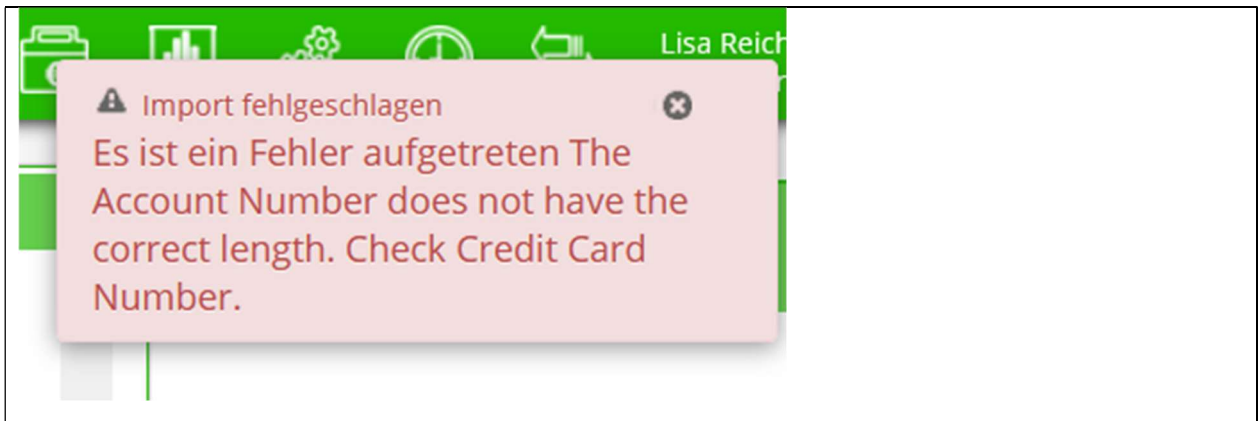 Lisa Reich
Import fehlgeschlagen
Es ist ein Fehler aufgetreten The
Account Number does not have the
correct length. Check Credit Card
Number.